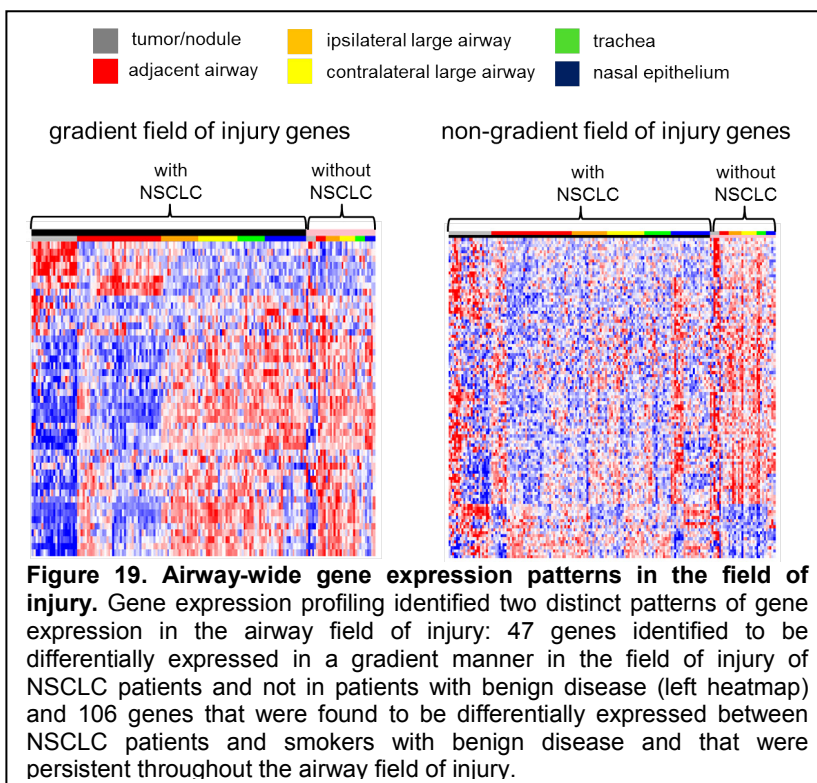 tumor/nodule ipsilateral large airway trachea
adjacent airway contralateral large airway nasal epithelium
gradient field of injury genes non-gradient field of injury genes
with NSCLC without NSCLC with NSCLC without NSCLC
Figure 19. Airway-wide gene expression patterns in the field of
injury. Gene expression profiling identified two distinct patterns of gene
expression in the airway field of injury: 47 genes identified to be
differentially expressed in a gradient manner in the field of injury of
NSCLC patients and not in patients with benign disease (left heatmap)
and 106 genes that were found to be differentially expressed between
NSCLC patients and smokers with benign disease and that were
persistent throughout the airway field of injury.